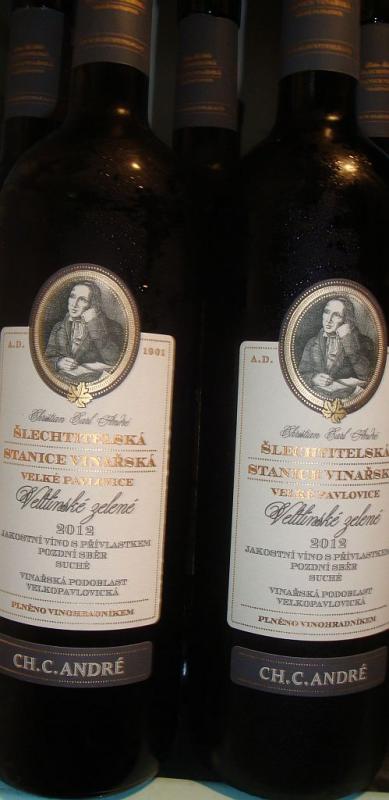 A.D. 1901
Christian Carl André
ŠLECHTITELSKÁ
STANICE VINAŘSKÁ
VELKÉ PAVLOVICE
Veltlínské zelené
2012
JAKOSTNÍ VÍNO S PŘÍVLASTKEM
POZDNÍ SBĚR
SUCHÉ
VINAŘSKÁ PODOBLAST
VELKOPAVLOVICKÁ
PLNĚNO VINOHRADNÍKEM
CH. C. ANDRÉ
A.D.
Christian Carl André
ŠLECHTITELSKÁ
STANICE VINAŘSK
VELKÉ PAVLOVICE
Veltlínské zelené
2012
JAKOSTNÍ VÍNO S PŘÍVLASTKEM
POZDNÍ SBĚR
SUCHÉ
VINAŘSKÁ PODOBLAST
VELKOPAVLOVICKÁ
PLNĚNO VINOHRADNÍKEM
CH. C. ANDRÉ